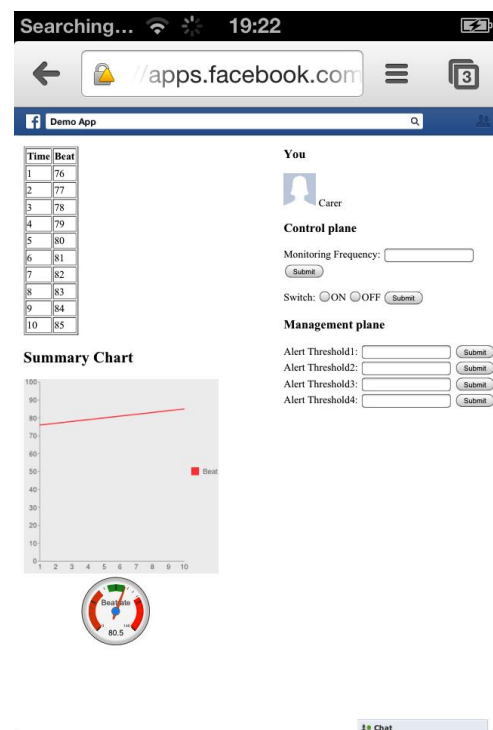 Searching... 19:22
//apps.facebook.com 3
f Demo App
Time Beat
1 76
2 77
3 78
4 79
5 80
6 81
7 82
8 83
9 84
10 85
Summary Chart
100
90
80
70
60
50
40
30
20
10
0
1 2 3 4 5 6 7 8 9 10
Beat
Beatrate
80.5
You
Carer
Control plane
Monitoring Frequency:
Submit
Switch: ON OFF Submit
Management plane
Alert Threshold1: Submit
Alert Threshold2: Submit
Alert Threshold3: Submit
Alert Threshold4: Submit
Chat